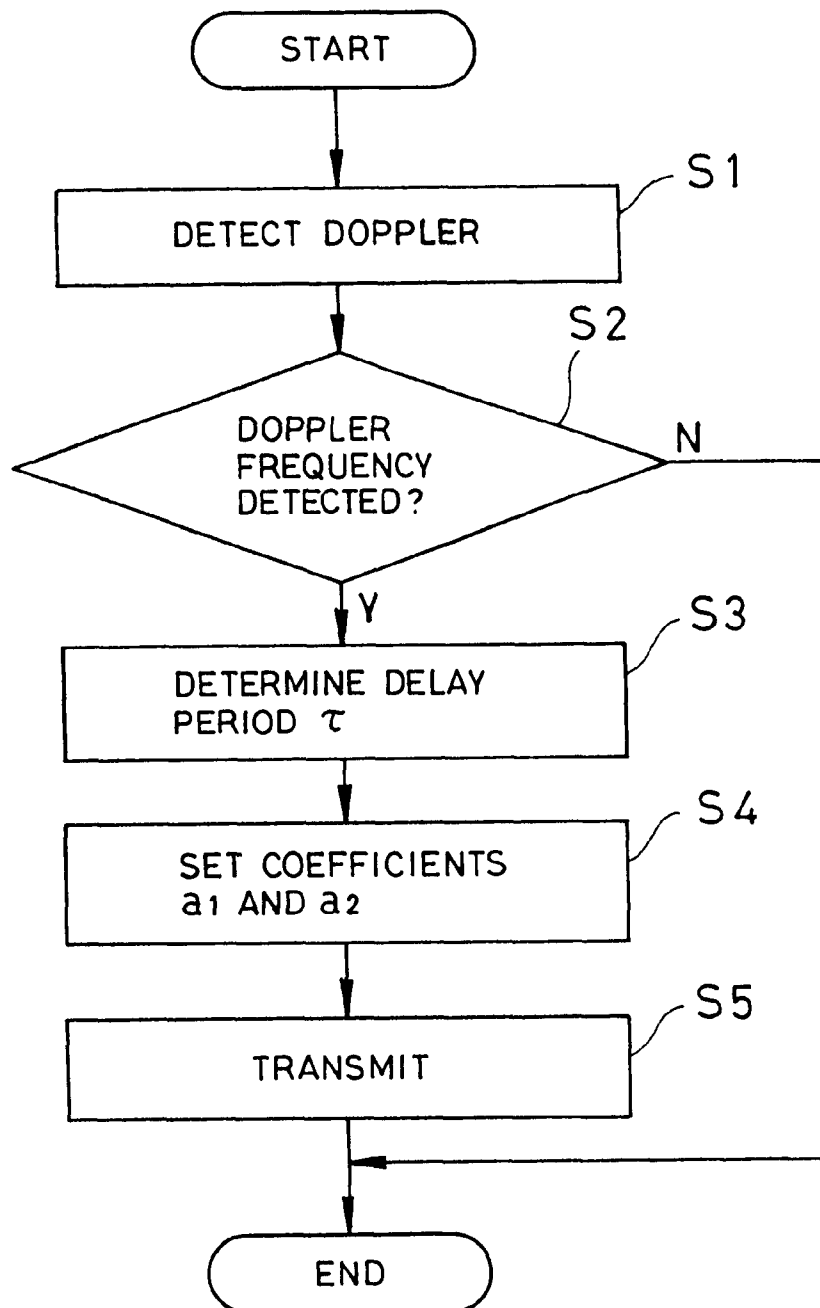 START
S1
DETECT DOPPLER
S2
DOPPLER
FREQUENCY
DETECTED?
N
Y
S3
DETERMINE DELAY
PERIOD τ
S4
SET COEFFICIENTS
a1 AND a2
S5
TRANSMIT
END